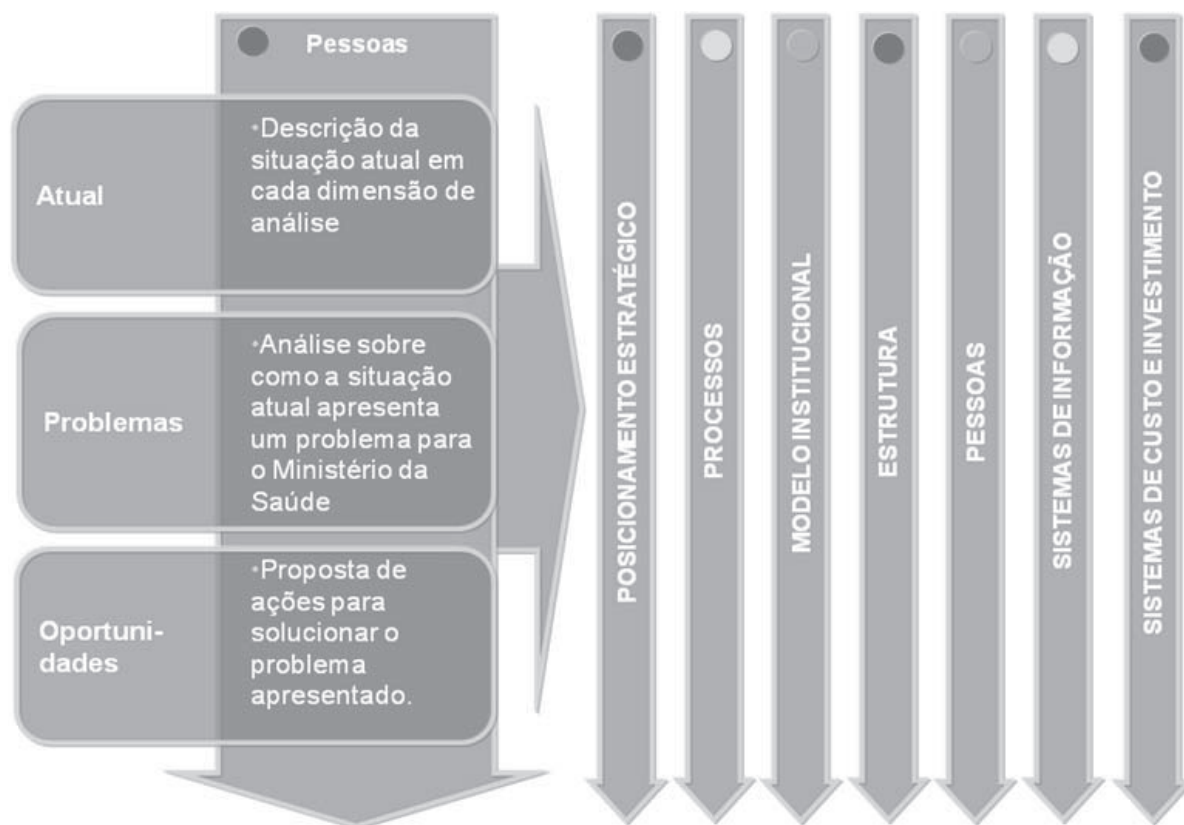 Pessoas
Atual
•Descrição da
situação atual em
cada dimensão de
análise
Problemas
•Análise sobre
como a situação
atual apresenta
um problema para
o Ministério da
Saúde
Oportuni-
dades
•Proposta de
ações para
solucionar o
problema
apresentado.
POSICIONAMENTO ESTRATÉGICO
PROCESSOS
MODELO INSTITUCIONAL
ESTRUTURA
PESSOAS
SISTEMAS DE INFORMAÇÃO
SISTEMAS DE CUSTO E INVESTIMENTO